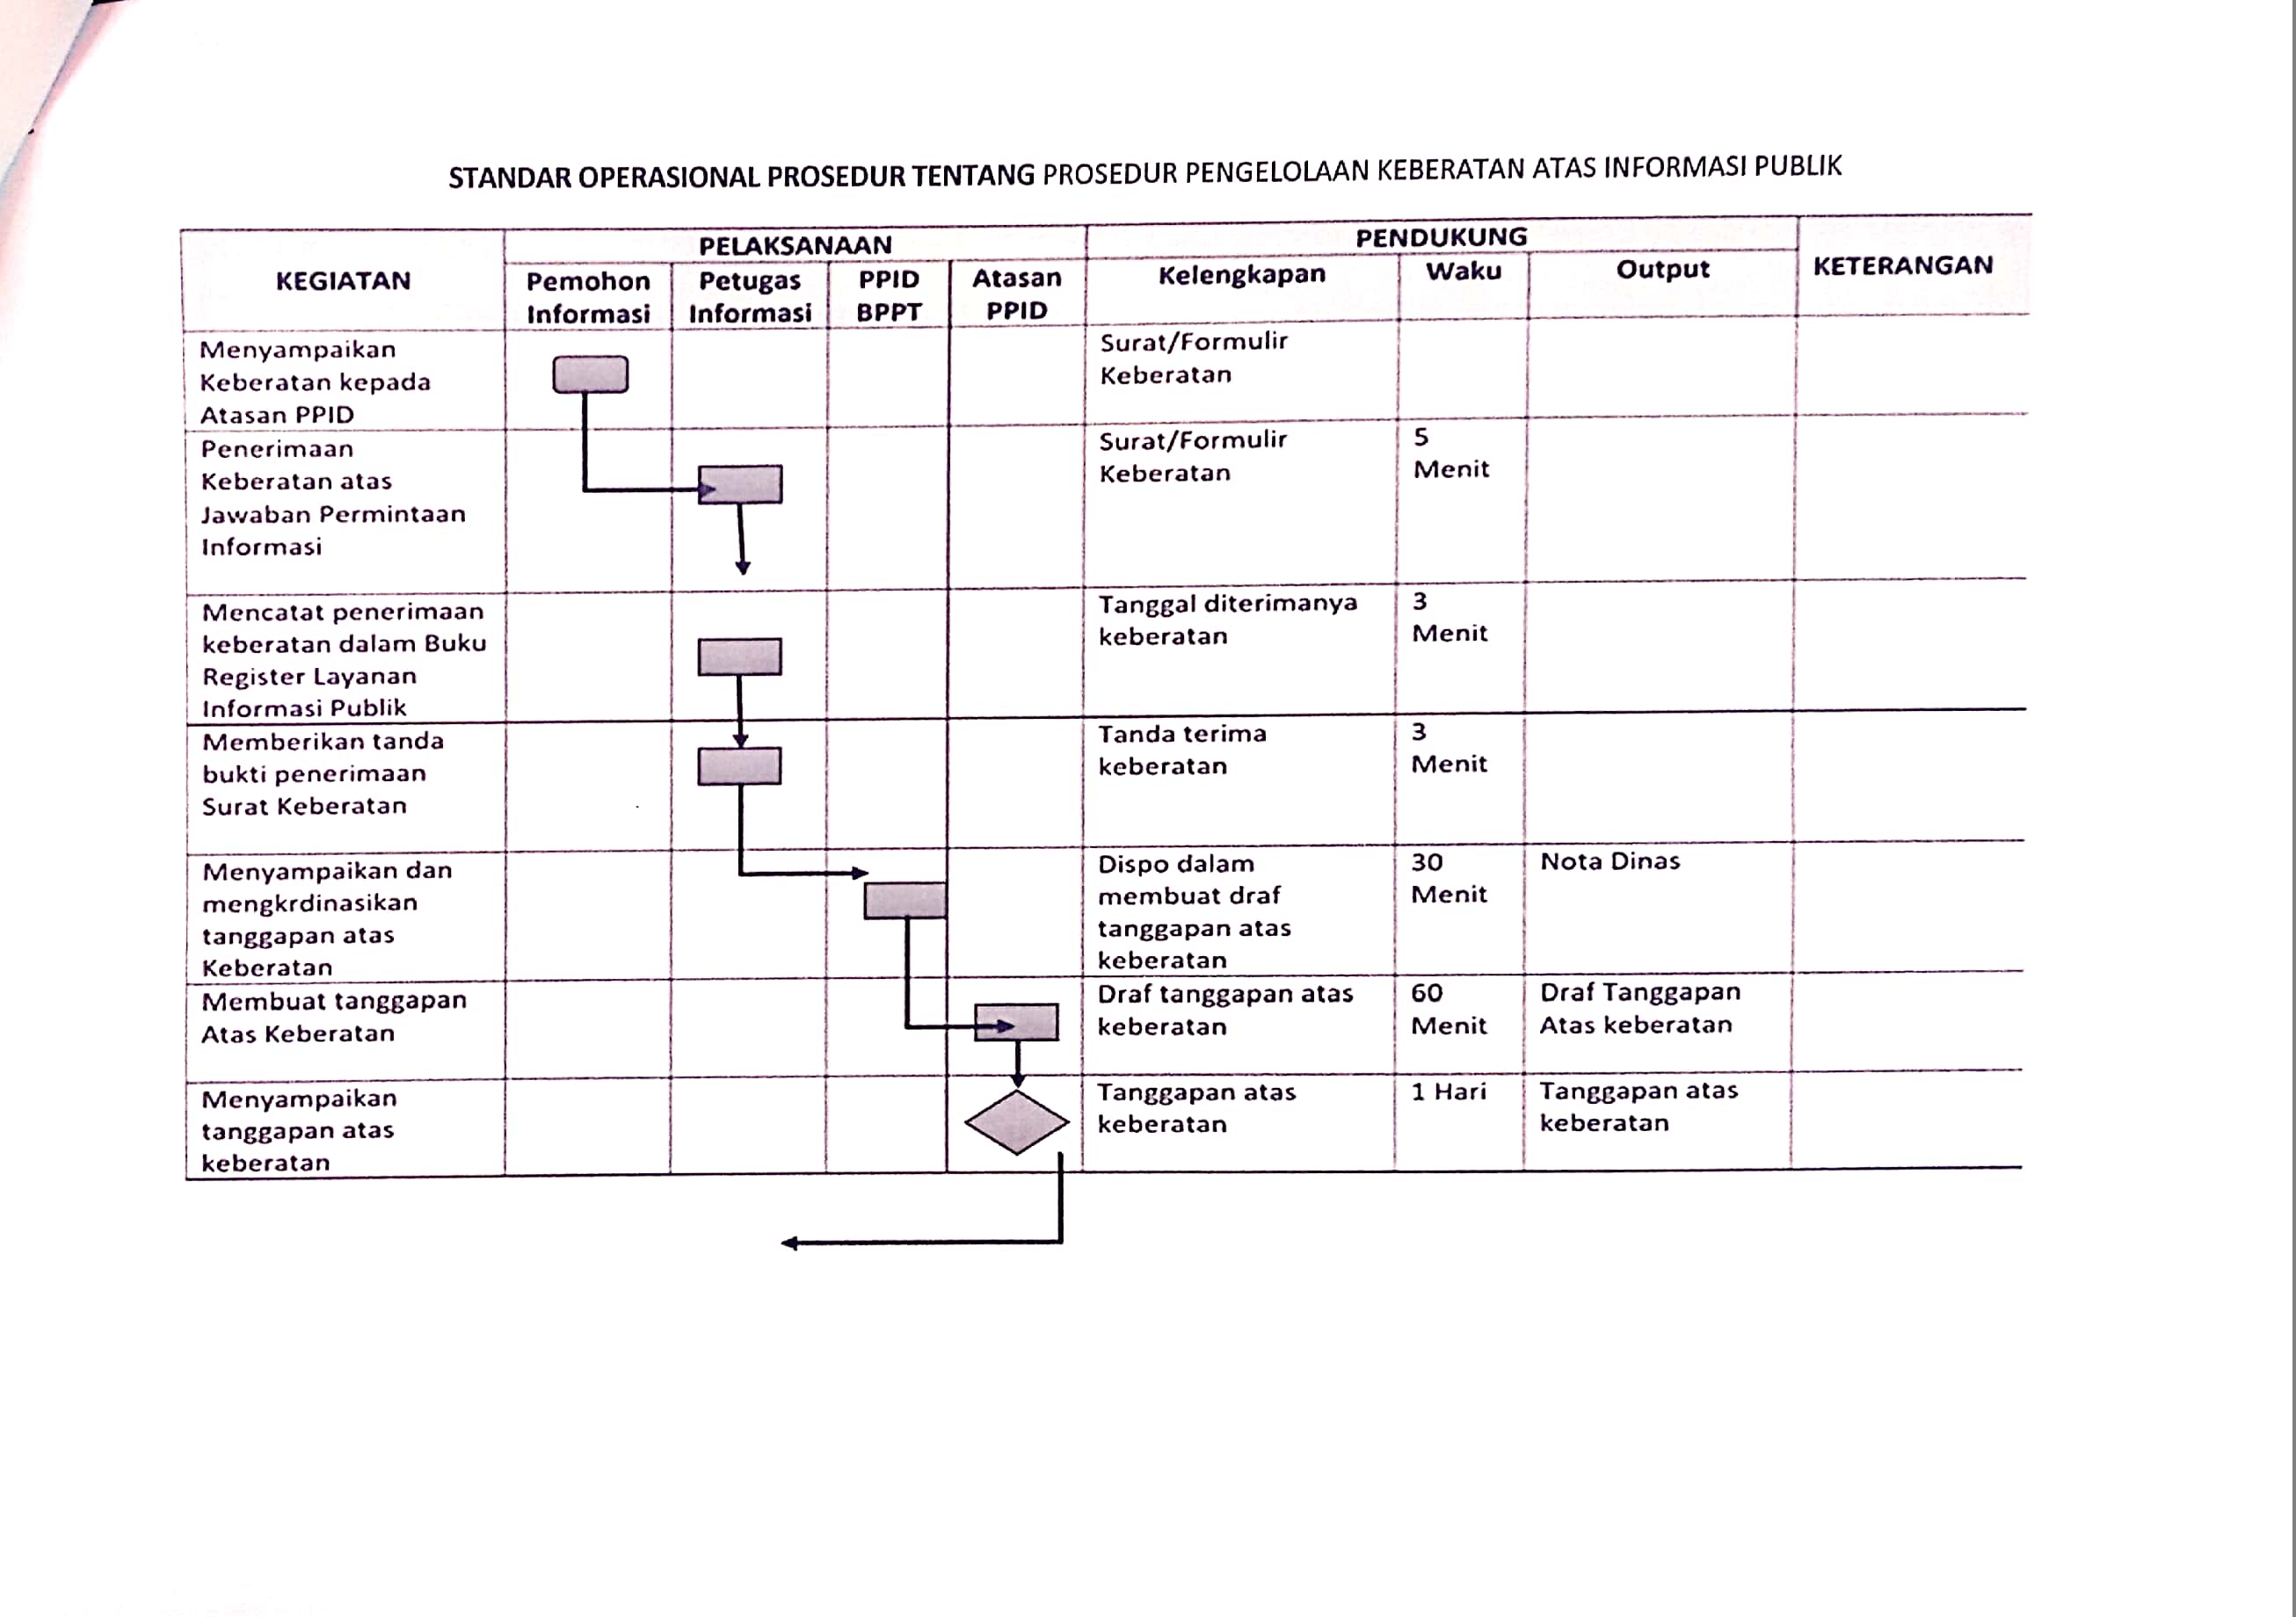 STANDAR OPERASIONAL PROSEDUR TENTANG PROSEDUR PENGELOLAAN KEBERATAN ATAS INFORMASI PUBLIK
KEGIATAN
PELAKSANAAN
PENDUKUNG
KETERANGAN
Pemohon
Informasi
Petugas
Informasi
PPID
BPPT
Atasan
PPID
Kelengkapan
Waku
Output
Menyampaikan
Keberatan kepada
Atasan PPID
Surat/Formulir
Keberatan
Penerimaan
Keberatan atas
Jawaban Permintaan
Informasi
Surat/Formulir
Keberatan
5
Menit
Mencatat penerimaan
keberatan dalam Buku
Register Layanan
Informasi Publik
Tanggal diterimanya
keberatan
3
Menit
Memberikan tanda
bukti penerimaan
Surat Keberatan
Tanda terima
keberatan
3
Menit
Menyampaikan dan
mengkrdinasikan
tanggapan atas
Keberatan
Dispo dalam
membuat draf
tanggapan atas
keberatan
30
Menit
Nota Dinas
Membuat tanggapan
Atas Keberatan
Draf tanggapan atas
keberatan
60
Menit
Draf Tanggapan
Atas keberatan
Menyampaikan
tanggapan atas
keberatan
Tanggapan atas
keberatan
1 Hari
Tanggapan atas
keberatan